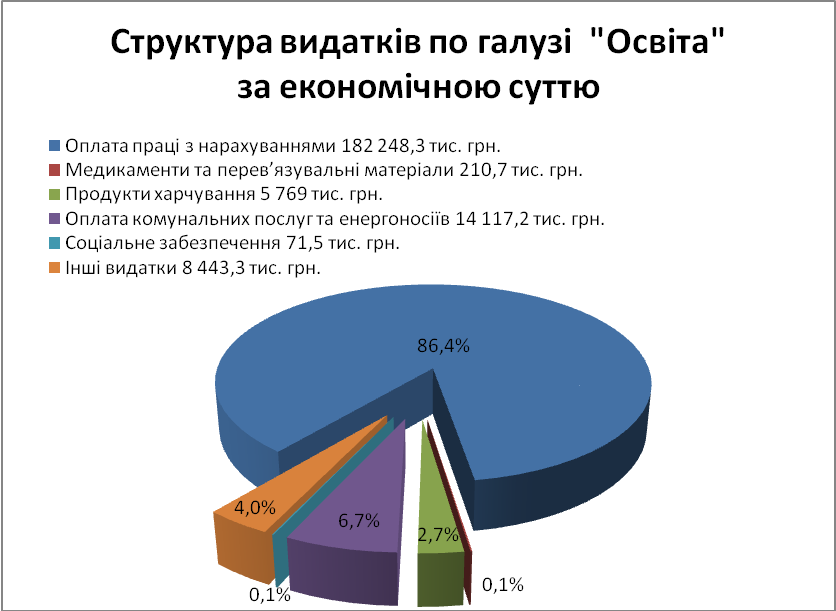 Структура видатків по галузі "Освіта"
за економічною суттю
Оплата праці з нарахуваннями 182 248,3 тис. грн.
Медикаменти та перев’язувальні матеріали 210,7 тис. грн.
Продукти харчування 5 769 тис. грн.
Оплата комунальних послуг та енергоносіїв 14 117,2 тис. грн.
Соціальне забезпечення 71,5 тис. грн.
Інші видатки 8 443,3 тис. грн.
86,4%
4,0%
6,7%
2,7%
0,1%
0,1%